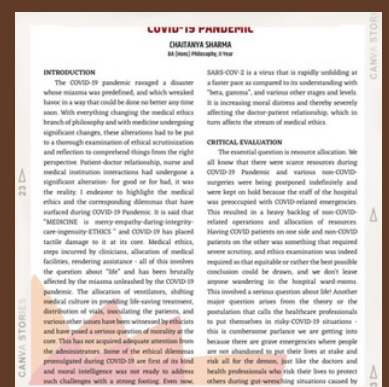 COVID-19 PANDEMIC
CHAITANYA SHARMA
BA (Hons) Philosophy, II Year
INTRODUCTION
The COVID-19 pandemic ravaged a disaster
whose miasma was predefined, and which wreaked
havoc in a way that could be done no better any time
soon. With everything changing the medical ethics
branch of philosophy and with medicine undergoing
significant changes, these alterations had to be put
to a thorough examination of ethical scrutinization
and reflection to comprehend things from the right
perspective. Patient-doctor relationship, nurse and
medical institution interactions had undergone a
significant alteration- for good or for bad, it was
the reality I endeavor to highlight the medical
ethics and the corresponding dilemmas that have
surfaced during COVID-19 Pandemic. It is said that
"MEDICINE is mercy-empathy-dating-integrity-
care-ingenuity-ETHICS " and COVID-19 has placed
tactile damage to it at its core. Medical ethics,
steps incurred by clinicians, allocation of medical
facilities, rendering assistance - all of this involves
the question about "life" and has been brutally
affected by the miasma unleashed by the COVID-19
pandemic. The allocation of ventilators, shifting
medical culture in providing life-saving treatment,
distribution of vials, inoculating the patients, and
various other issues have been witnessed by ethicists
and have posed a serious question of morality at the
core. This has not acquired adequate attention from
the administrators. Some of the ethical dilemmas
promulgated during COVID-19 are first of its kind
and moral intelligence was not ready to address
such challenges with a strong footing. Even now,
SARS-COV-2 is a virus that is rapidly unfolding at
a faster pace as compared to its understanding with
"beta, gamma", and various other stages and levels.
It is increasing moral distress and thereby severely
affecting the doctor-patient relationship, which in
turn affects the stream of medical ethics.
CRITICAL EVALUATION
The essential question is resource allocation. We
all know that there were scarce resources during
COVID-19 Pandemic and various non-COVID-
surgeries were being postponed indefinitely and
were kept on hold because the staff of the hospital
was preoccupied with COVID-related emergencies.
This resulted in a heavy backlog of non-COVID-
related operations and allocation of resources.
Having COVID patients on one side and non-COVID
patients on the other was something that required
severe scrutiny, and ethics examination was indeed
required so that equitable or rather the best possible
conclusion could be drawn, and we don't leave
anyone wandering in the hospital ward-rooms.
This involved a serious question about life! Another
major question arises from the theory or the
postulation that calls the healthcare professionals
to put themselves in risky-COVID situations -
this is cumbersome parlance we are getting into
because there are grave emergencies where people
are not abandoned to put their lives at stake and
risk all for the demon, just like the doctors and
health professionals who risk their lives to protect
others during gut-wrenching situations caused by
CANVA STORIES
23
CANVA STORIES